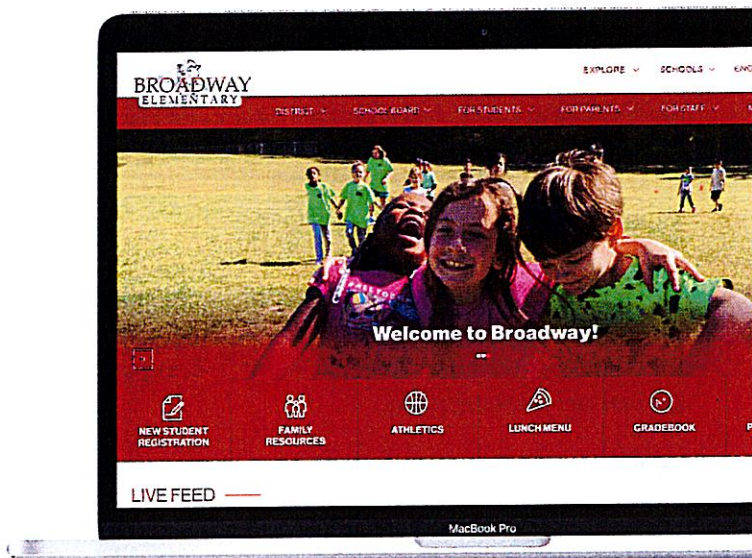 EXPLORE SCHOOLS ENG
BROADWAY
ELEMENTARY
DISTRICT SCHOOL BOARD FOR STUDENTS FOR PARENTS FOR STAFF
Welcome to Broadway!
NEW STUDENT
REGISTRATION
FAMILY
RESOURCES
ATHLETICS
LUNCH MENU
GRADEBOOK
LIVE FEED
MacBook Pro